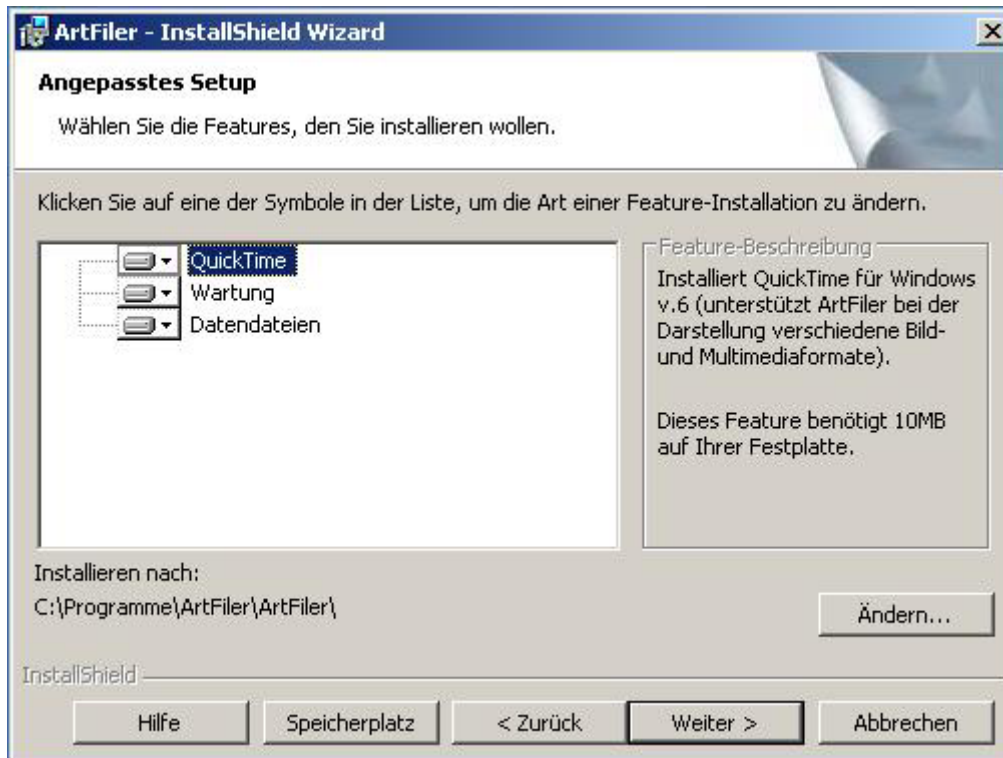 ArtFiler - InstallShield Wizard
Angepasstes Setup
Wählen Sie die Features, den Sie installieren wollen.
Klicken Sie auf eine der Symbole in der Liste, um die Art einer Feature-Installation zu ändern.
QuickTime
Wartung
Datendateien
Feature-Beschreibung
Installiert QuickTime für Windows
v.6 (unterstützt ArtFiler bei der
Darstellung verschiedene Bild-
und Multimediaformate).
Dieses Feature benötigt 10MB
auf Ihrer Festplatte.
Installieren nach:
C:\Programme\ArtFiler\ArtFiler\
Ändern...
InstallShield
Hilfe
Speicherplatz
< Zurück
Weiter >
Abbrechen